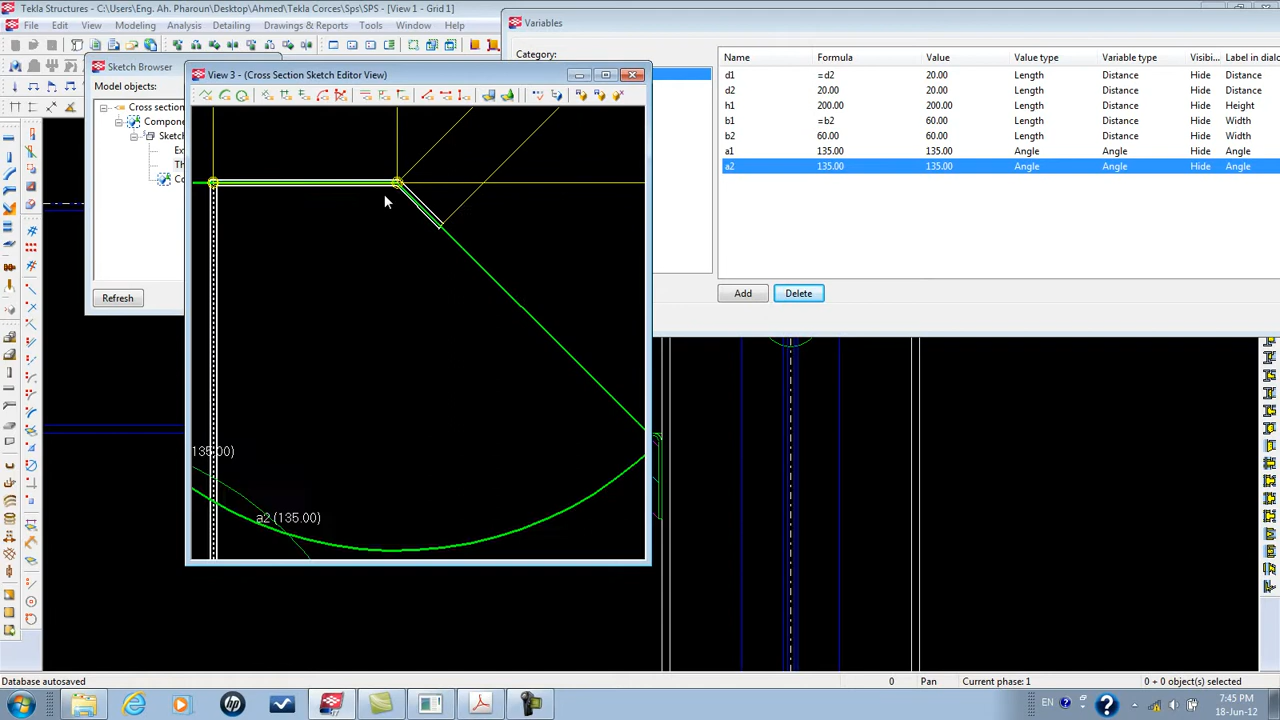 Tekla Structures - C:\Users\Eng. Ah. Pharoun\Desktop\Ahmed\Tekla Corces\Sps\SPS - [View 1 - Grid 1]
File Edit View Modeling Analysis Detailing Drawings & Reports Tools Window Help
Variables
Category:
Name Formula Value Value type Variable type Visibi... Label in dialo
d1 =d2 20.00 Length Distance Hide Distance
d2 20.00 20.00 Length Distance Hide Distance
h1 200.00 200.00 Length Distance Hide Height
b1 =b2 60.00 Length Distance Hide Width
b2 60.00 60.00 Length Distance Hide Width
a1 135.00 135.00 Angle Angle Hide Angle
a2 135.00 135.00 Angle Angle Hide Angle
Add Delete
Sketch Browser
Model objects:
Cross section
Compone
Sketch
Ex
Th
Co
Refresh
View 3 - (Cross Section Sketch Editor View)
135.00)
a2 (135.00)
Database autosaved 0 Pan Current phase: 1 0 + 0 object(s) selected
EN 7:45 PM
18-Jun-12